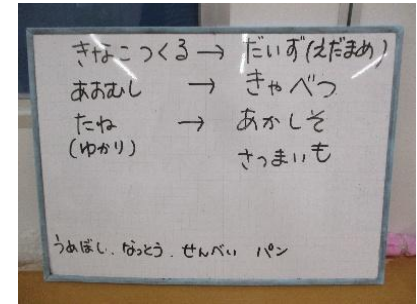 きなこつくる→だいず(えだまめ)
あおむし→きゃべつ
たね→あかしそ
(ゆかり)
さつまいも
うめぼし.なっとう.せんべい パン